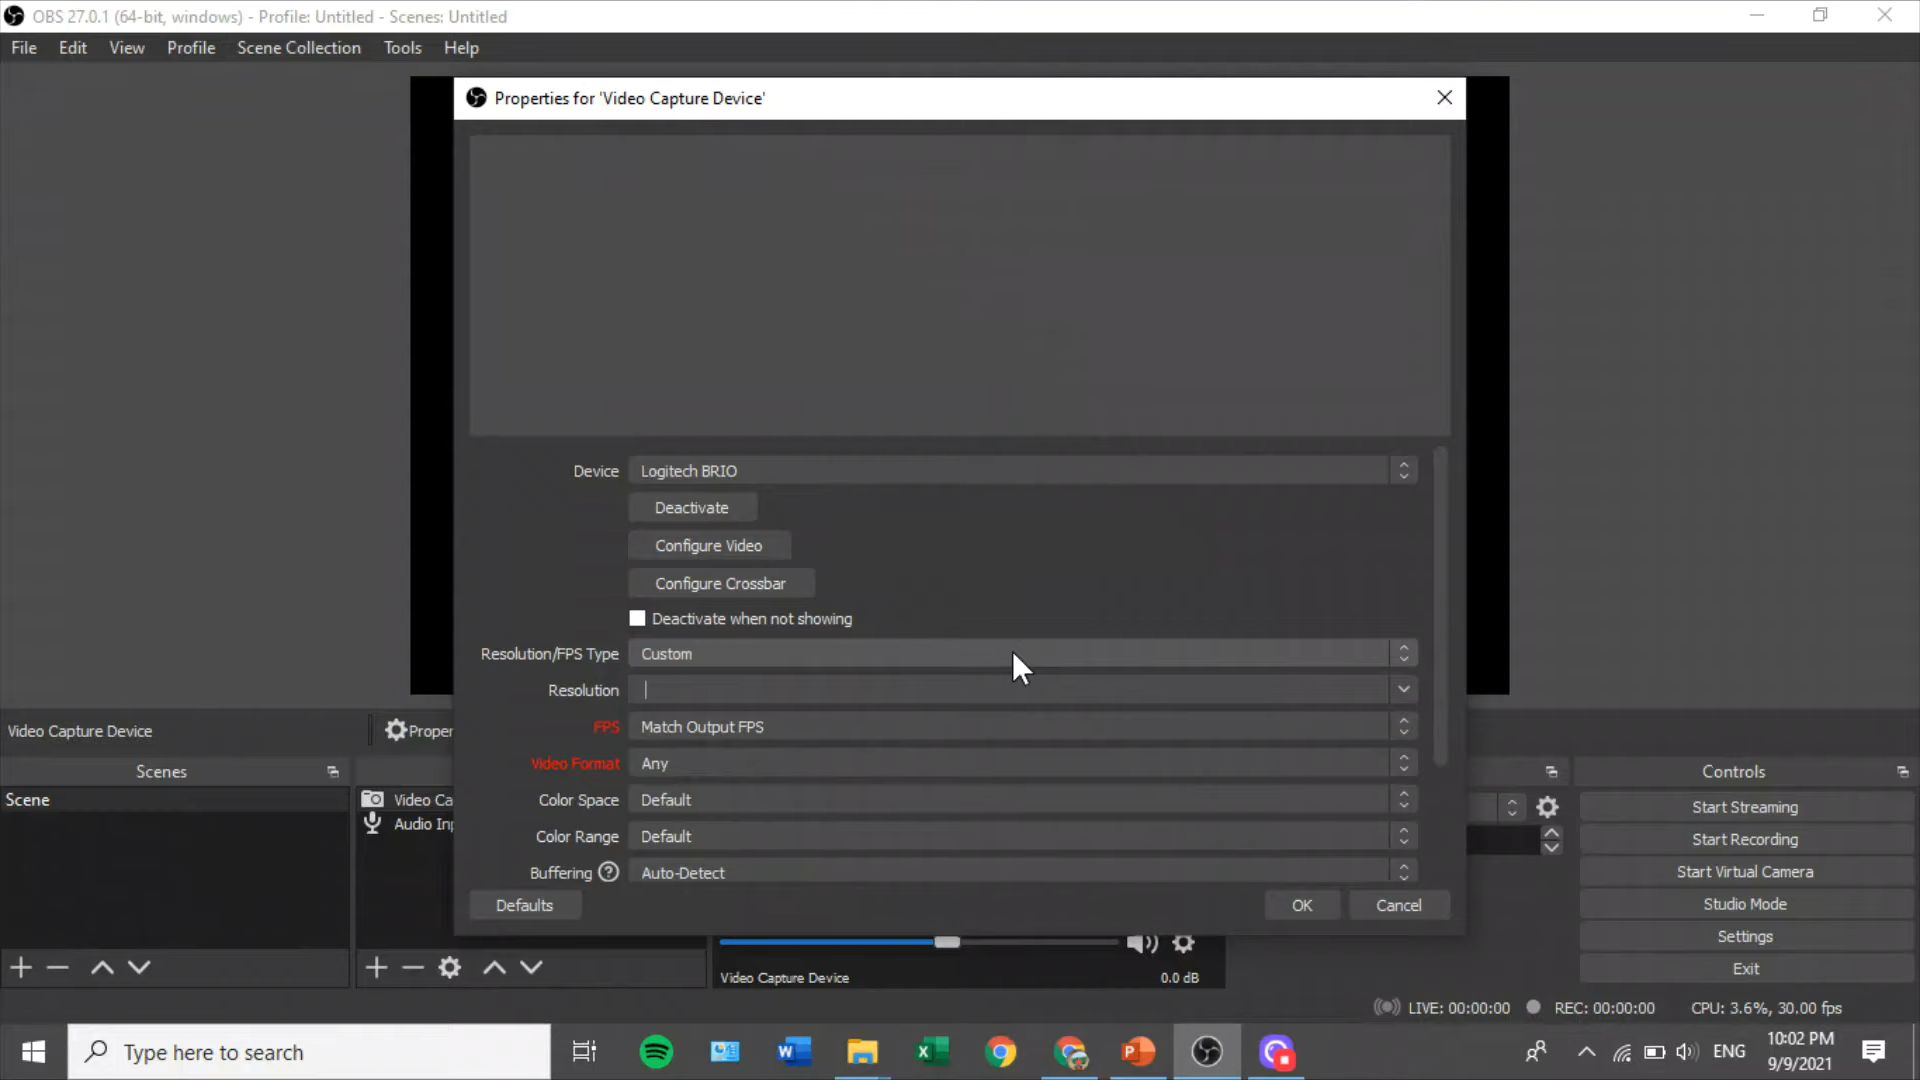 OBS 27.0.1 (64-bit, windows) - Profile: Untitled - Scenes: Untitled
File Edit View Profile Scene Collection Tools Help
Properties for 'Video Capture Device'
Device Logitech BRIO
Deactivate
Configure Video
Configure Crossbar
Deactivate when not showing
Resolution/FPS Type Custom
Resolution
FPS Match Output FPS
Video Format Any
Color Space Default
Color Range Default
Buffering ? Auto-Detect
Defaults OK Cancel
Video Capture Device Proper
Scenes
Scene
Video Ca
Audio Inp
Video Capture Device 0.0 dB
Controls
Start Streaming
Start Recording
Start Virtual Camera
Studio Mode
Settings
Exit
LIVE: 00:00:00 REC: 00:00:00 CPU: 3.6%, 30.00 fps
Type here to search
ENG
10:02 PM
9/9/2021